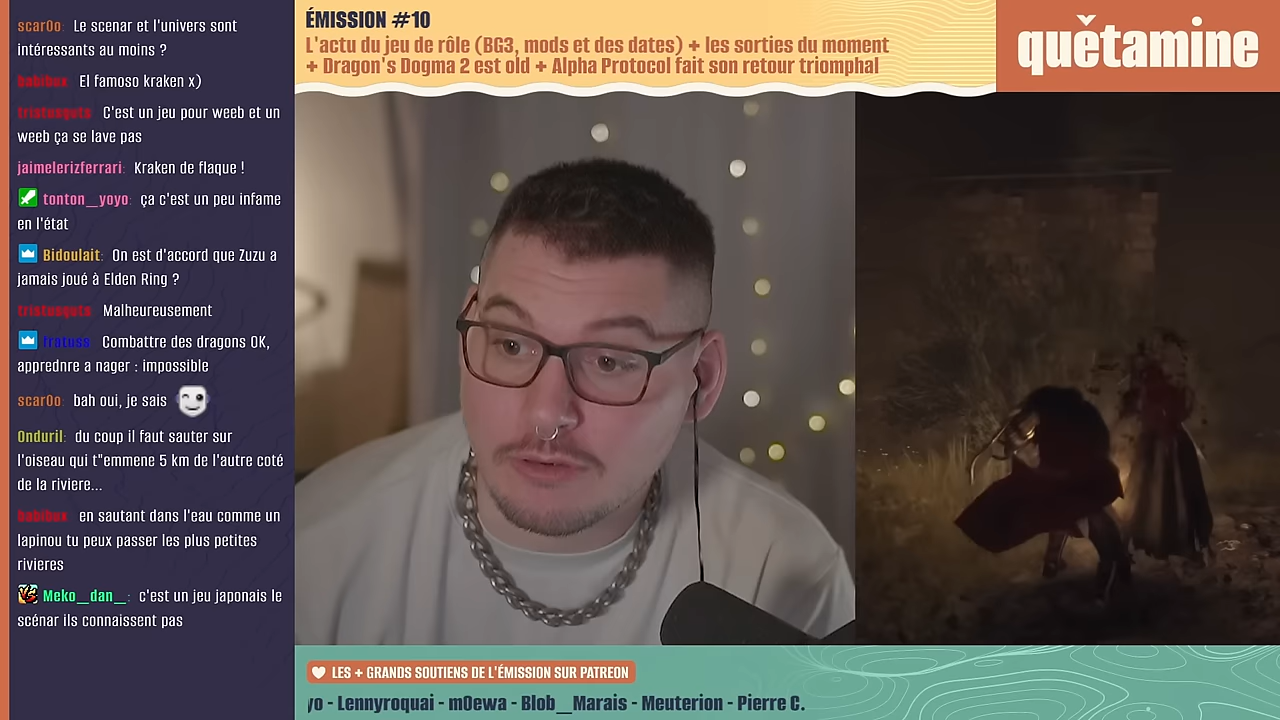 scar0o: Le scenar et l'univers sont
intéressants au moins ?
babibux El famoso kraken x)
tristusguts C'est un jeu pour weeb et un
weeb ça se lave pas
jaimelerizferrari: Kraken de flaque !
tonton_yoyo: ça c'est un peu infame
en l'état
Bidoulait: On est d'accord que Zuzu a
jamais joué à Elden Ring ?
tristusguts Malheureusement
fratuss Combattre des dragons OK,
apprednre a nager : impossible
scar0o: bah oui, je sais
Onduril: du coup il faut sauter sur
l'oiseau qui t"emmene 5 km de l'autre coté
de la riviere...
babibux en sautant dans l'eau comme un
lapinou tu peux passer les plus petites
rivieres
Meko_dan_: c'est un jeu japonais le
scénar ils connaissent pas
ÉMISSION #10
L'actu du jeu de rôle (BG3, mods et des dates) + les sorties du moment
+ Dragon's Dogma 2 est old + Alpha Protocol fait son retour triomphal
quětamine
LES + GRANDS SOUTIENS DE L'ÉMISSION SUR PATREON
yo - Lennyroquai - m0ewa - Blob_Marais - Meuterion - Pierre C.